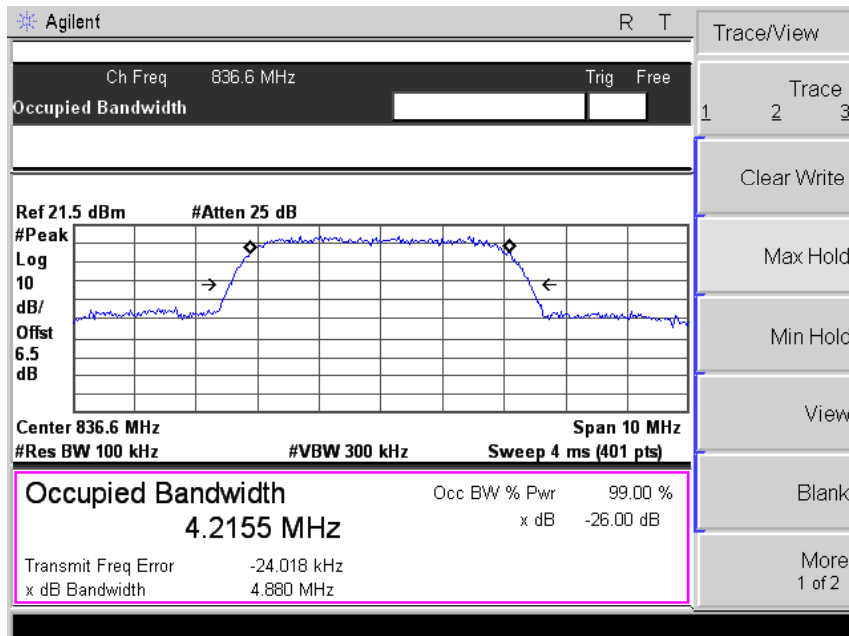 Agilent R T
Ch Freq 836.6 MHz Trig Free
Occupied Bandwidth
Ref 21.5 dBm #Atten 25 dB
#Peak
Log
10
dB/
Offst
6.5
dB
Center 836.6 MHz Span 10 MHz
#Res BW 100 kHz #VBW 300 kHz Sweep 4 ms (401 pts)
Occupied Bandwidth
4.2155 MHz
Occ BW % Pwr 99.00 %
x dB -26.00 dB
Transmit Freq Error -24.018 kHz
x dB Bandwidth 4.880 MHz
Trace/View
Trace
1 2 3
Clear Write
Max Hold
Min Hold
View
Blank
More
1 of 2